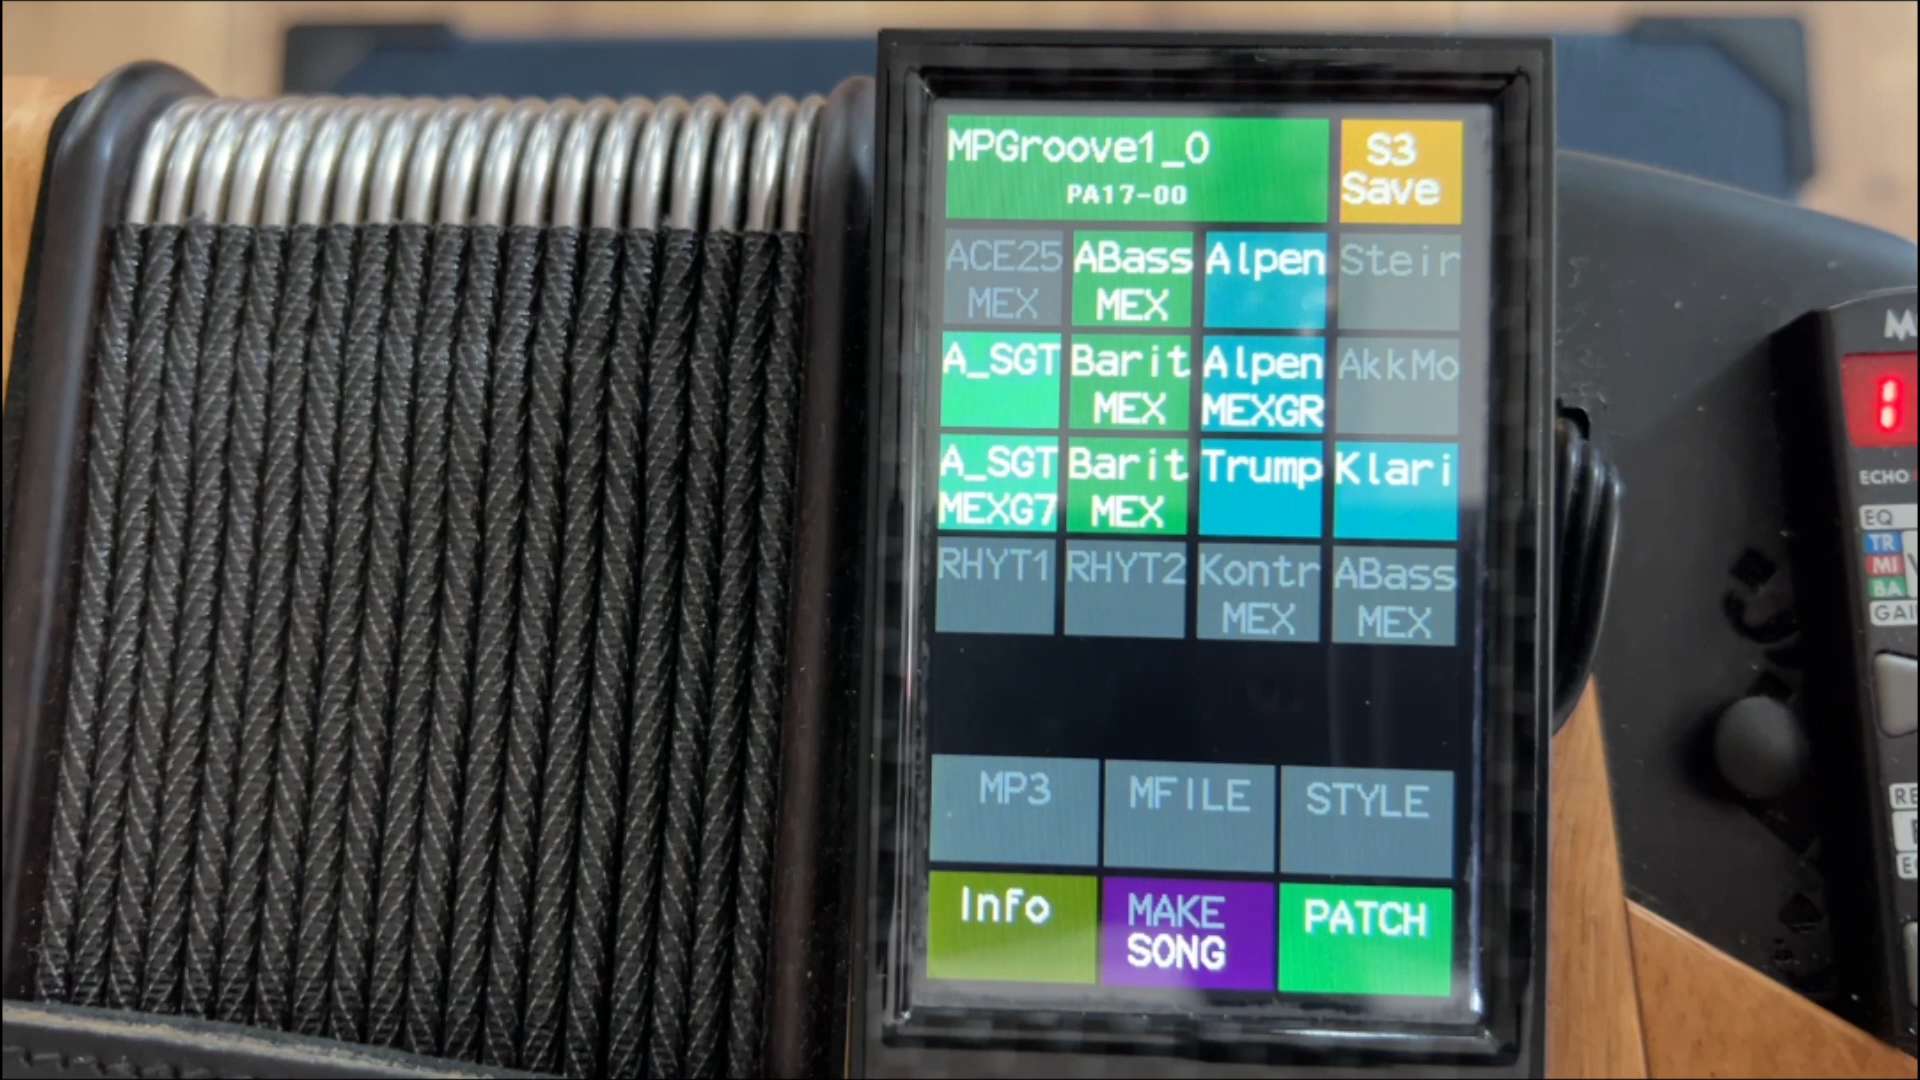 MPGroove1_0
PA17-00
S3
Save
ACE25
MEX
ABass
MEX
Alpen
Stein
A_SGT
Barit
MEX
Alpen
MEXGR
AkkMo
A_SGT
MEXG7
Barit
MEX
Trump
Klari
RHYT1
RHYT2
Kontr
MEX
ABass
MEX
MP3
MFILE
STYLE
Info
MAKE
SONG
PATCH
1
ECHO
EQ
TR
MI
BA